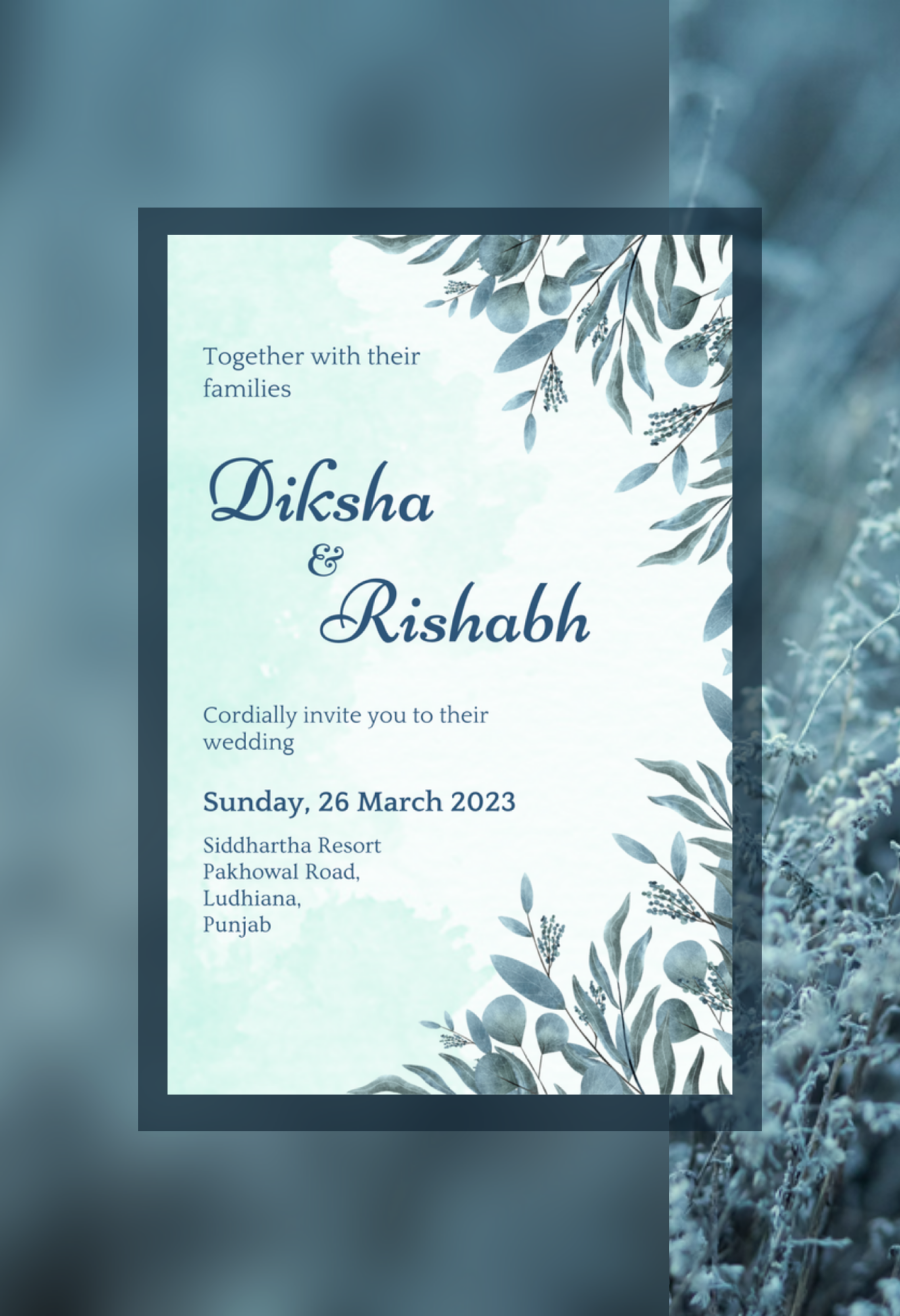 Together with their
families
Diksha
&
Rishabh
Cordially invite you to their
wedding
Sunday, 26 March 2023
Siddhartha Resort
Pakhowal Road,
Ludhiana,
Punjab